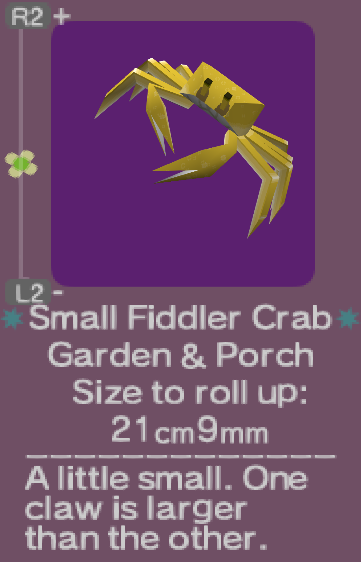 R2 +
L2 -
Small Fiddler Crab
Garden & Porch
Size to roll up:
21cm9mm
A little small. One
claw is larger
than the other.